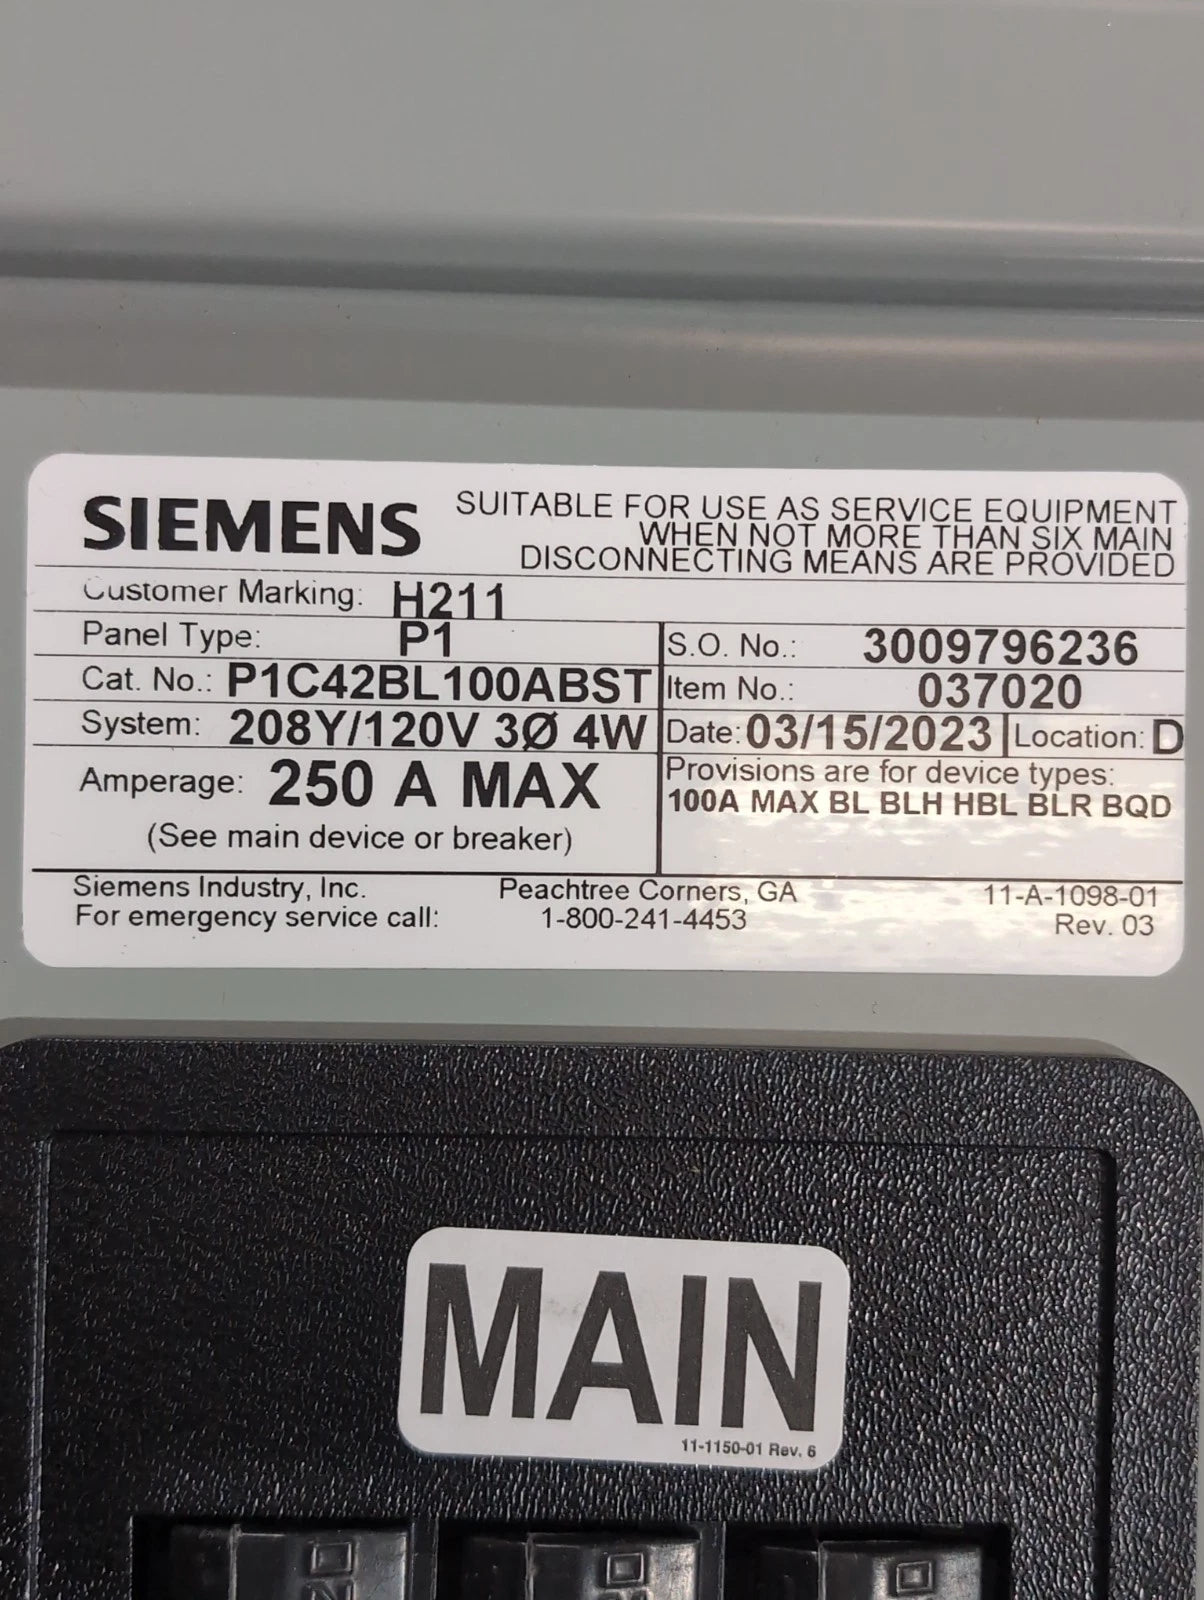 SIEMENS
SUITABLE FOR USE AS SERVICE EQUIPMENT
WHEN NOT MORE THAN SIX MAIN
DISCONNECTING MEANS ARE PROVIDED
Customer Marking: H211
Panel Type: P1
S.O. No.: 3009796236
Cat. No.: P1C42BL100ABST
Item No.: 037020
System: 208Y/120V 3Ø 4W
Date: 03/15/2023 Location: D
Amperage: 250 A MAX
(See main device or breaker)
Provisions are for device types:
100A MAX BL BLH HBL BLR BQD
Siemens Industry, Inc. Peachtree Corners, GA 11-A-1098-01
For emergency service call: 1-800-241-4453 Rev. 03
MAIN
11-1150-01 Rev. 6